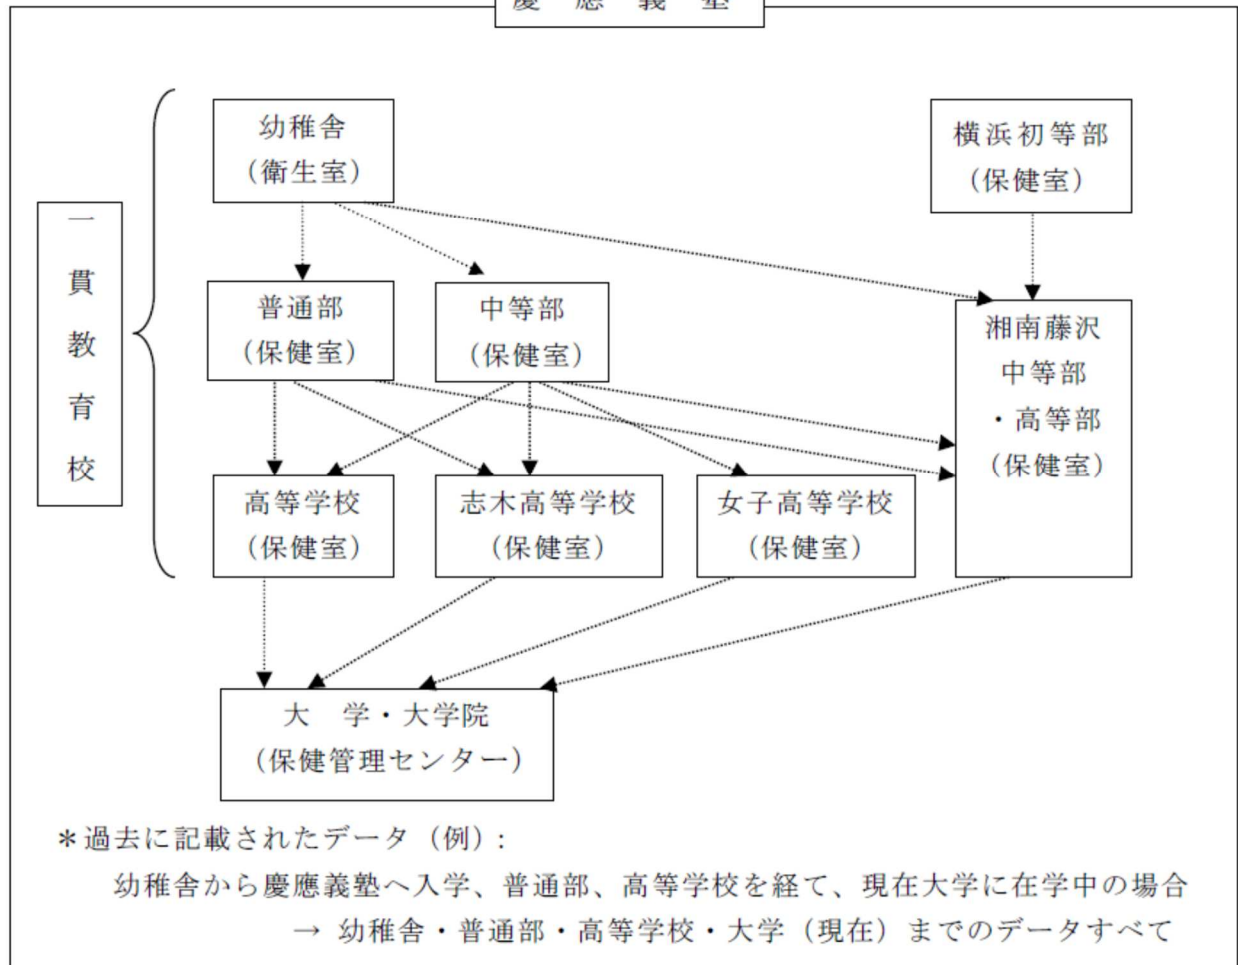 慶 應 義 塾
幼稚舎
(衛生室)
横浜初等部
(保健室)
一貫教育校
普通部
(保健室)
中等部
(保健室)
湘南藤沢
中等部
・高等部
(保健室)
高等学校
(保健室)
志木高等学校
(保健室)
女子高等学校
(保健室)
大 学・大学院
(保健管理センター)
＊過去に記載されたデータ（例）:
幼稚舎から慶應義塾へ入学、普通部、高等学校を経て、現在大学に在学中の場合
→ 幼稚舎・普通部・高等学校・大学（現在）までのデータすべて